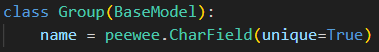 class Group(BaseModel):
    name = peewee.CharField(unique=True)